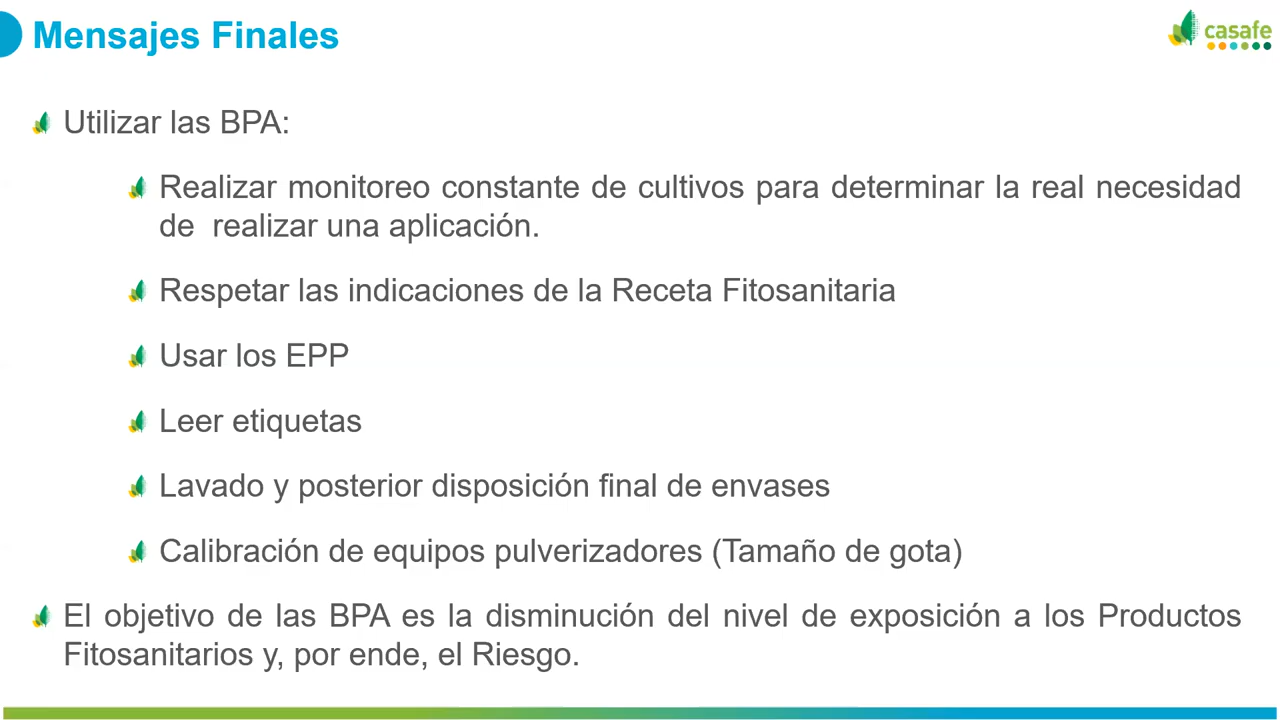 Mensajes Finales
casafe
Utilizar las BPA:
Realizar monitoreo constante de cultivos para determinar la real necesidad
de  realizar una aplicación.
Respetar las indicaciones de la Receta Fitosanitaria
Usar los EPP
Leer etiquetas
Lavado y posterior disposición final de envases
Calibración de equipos pulverizadores (Tamaño de gota)
El objetivo de las BPA es la disminución del nivel de exposición a los Productos
Fitosanitarios y, por ende, el Riesgo.